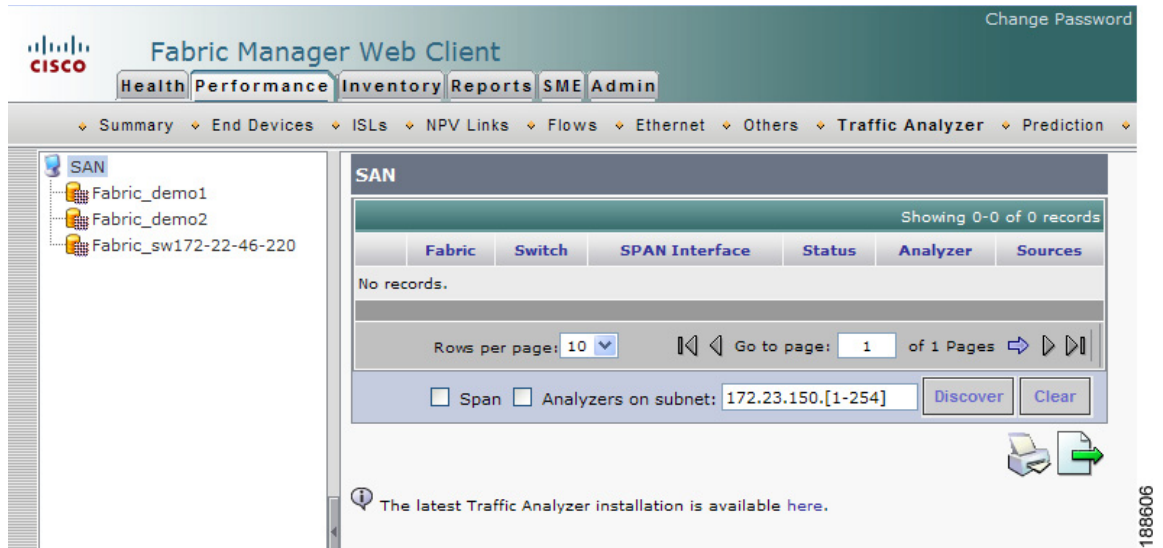 Change Password
CISCO
Fabric Manager Web Client
Health Performance Inventory Reports SME Admin
Summary End Devices ISLs NPV Links Flows Ethernet Others Traffic Analyzer Prediction
SAN
Fabric_demo1
Fabric_demo2
Fabric_sw172-22-46-220
SAN
Showing 0-0 of 0 records
Fabric Switch SPAN Interface Status Analyzer Sources
No records.
Rows per page: 10 Go to page: 1 of 1 Pages
Span Analyzers on subnet: 172.23.150.[1-254] Discover Clear
The latest Traffic Analyzer installation is available here.
188606